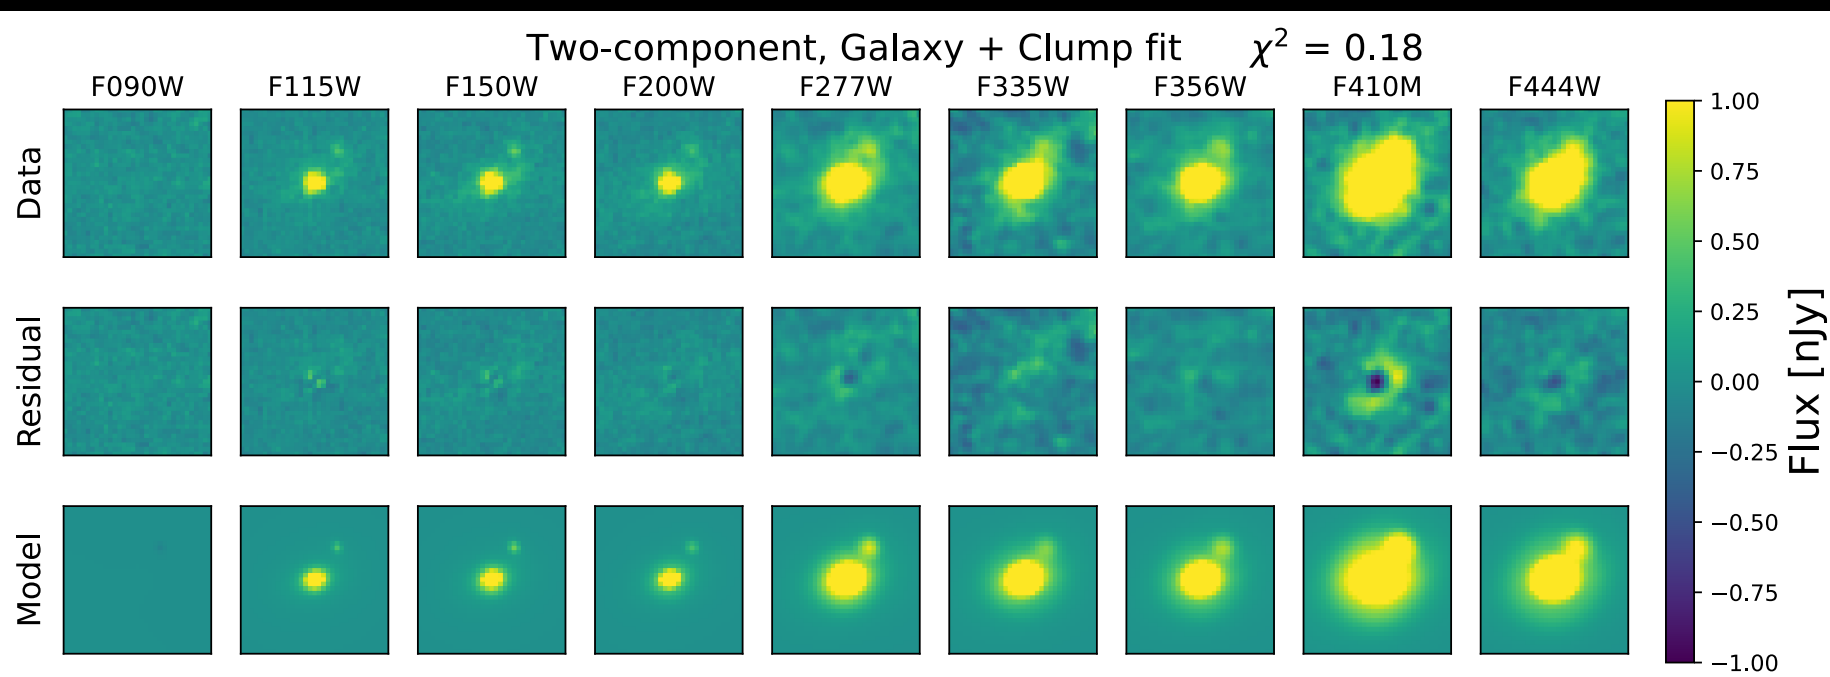 Two-component, Galaxy + Clump fit χ² = 0.18
F090W F115W F150W F200W F277W F335W F356W F410M F444W
Data
Residual
Model
1.00
0.75
0.50
0.25
0.00
−0.25
−0.50
−0.75
−1.00
Flux [nJy]